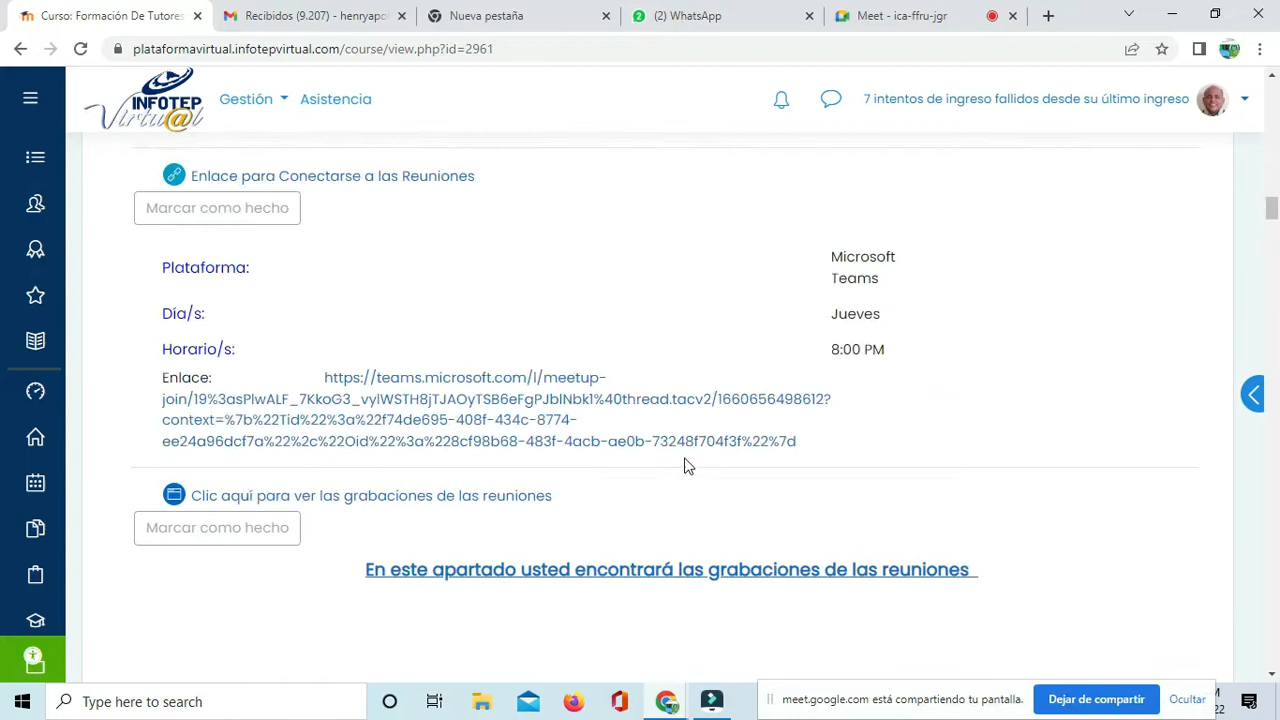 Curso: Formación De Tutores
Recibidos (9.207) - henryapol
Nueva pestaña
(2) WhatsApp
Meet - ica-ffru-jgr
plataformavirtual.infotepvirtual.com/course/view.php?id=2961
INFOTEP
Virtu@l
Gestión
Asistencia
7 intentos de ingreso fallidos desde su último ingreso
Enlace para Conectarse a las Reuniones
Marcar como hecho
Plataforma:
Microsoft
Teams
Día/s:
Jueves
Horario/s:
8:00 PM
Enlace: https://teams.microsoft.com/l/meetup-
join/19%3asPlwALF_7KkoG3_vylWSTH8jTJAOyTSB6eFgPJblNbk1%40thread.tacv2/1660656498612?
context=%7b%22Tid%22%3a%22f74de695-408f-434c-8774-
ee24a96dcf7a%22%2c%22Oid%22%3a%228cf98b68-483f-4acb-ae0b-73248f704f3f%22%7d
Clic aquí para ver las grabaciones de las reuniones
Marcar como hecho
En este apartado usted encontrará las grabaciones de las reuniones
Type here to search
meet.google.com está compartiendo tu pantalla.
Dejar de compartir
Ocultar